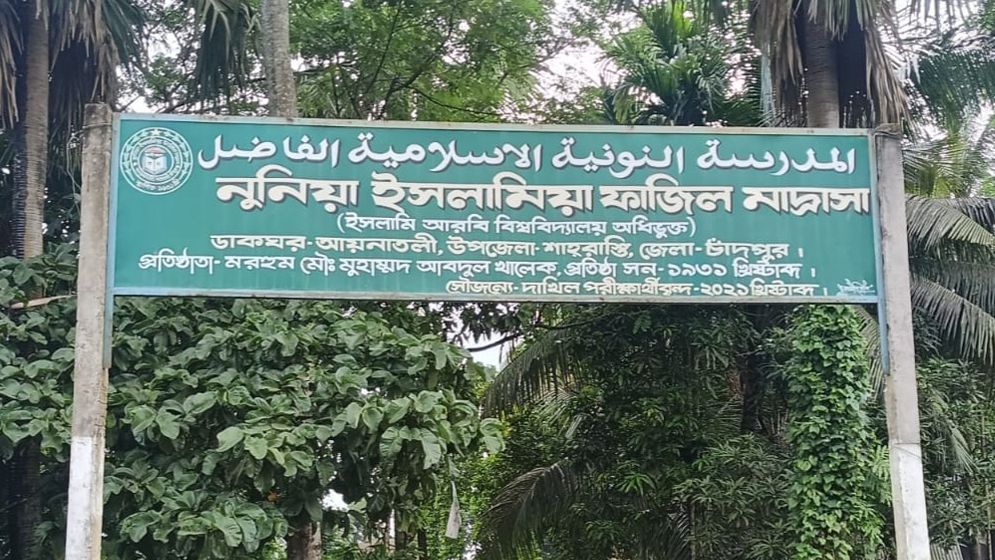 المدرسة النونية الاسلامية الفاضل
নুনিয়া ইসলামিয়া ফাজিল মাদ্রাসা
(ইসলামি আরবি বিশ্ববিদ্যালয় অধিভুক্ত)
ডাকঘর- আয়নাতলী, উপজেলা- শাহ্‌রাস্তি, জেলা- চাঁদপুর ।
প্রতিষ্ঠাতা- মরহুম মৌঃ মুহাম্মদ আবদুল খালেক, প্রতিষ্ঠা সন- ১৯৩১ খ্রিষ্টাব্দ ।
সৌজন্যে- দাখিল পরীক্ষার্থীবৃন্দ- ২০২১ খ্রিষ্টাব্দ ।